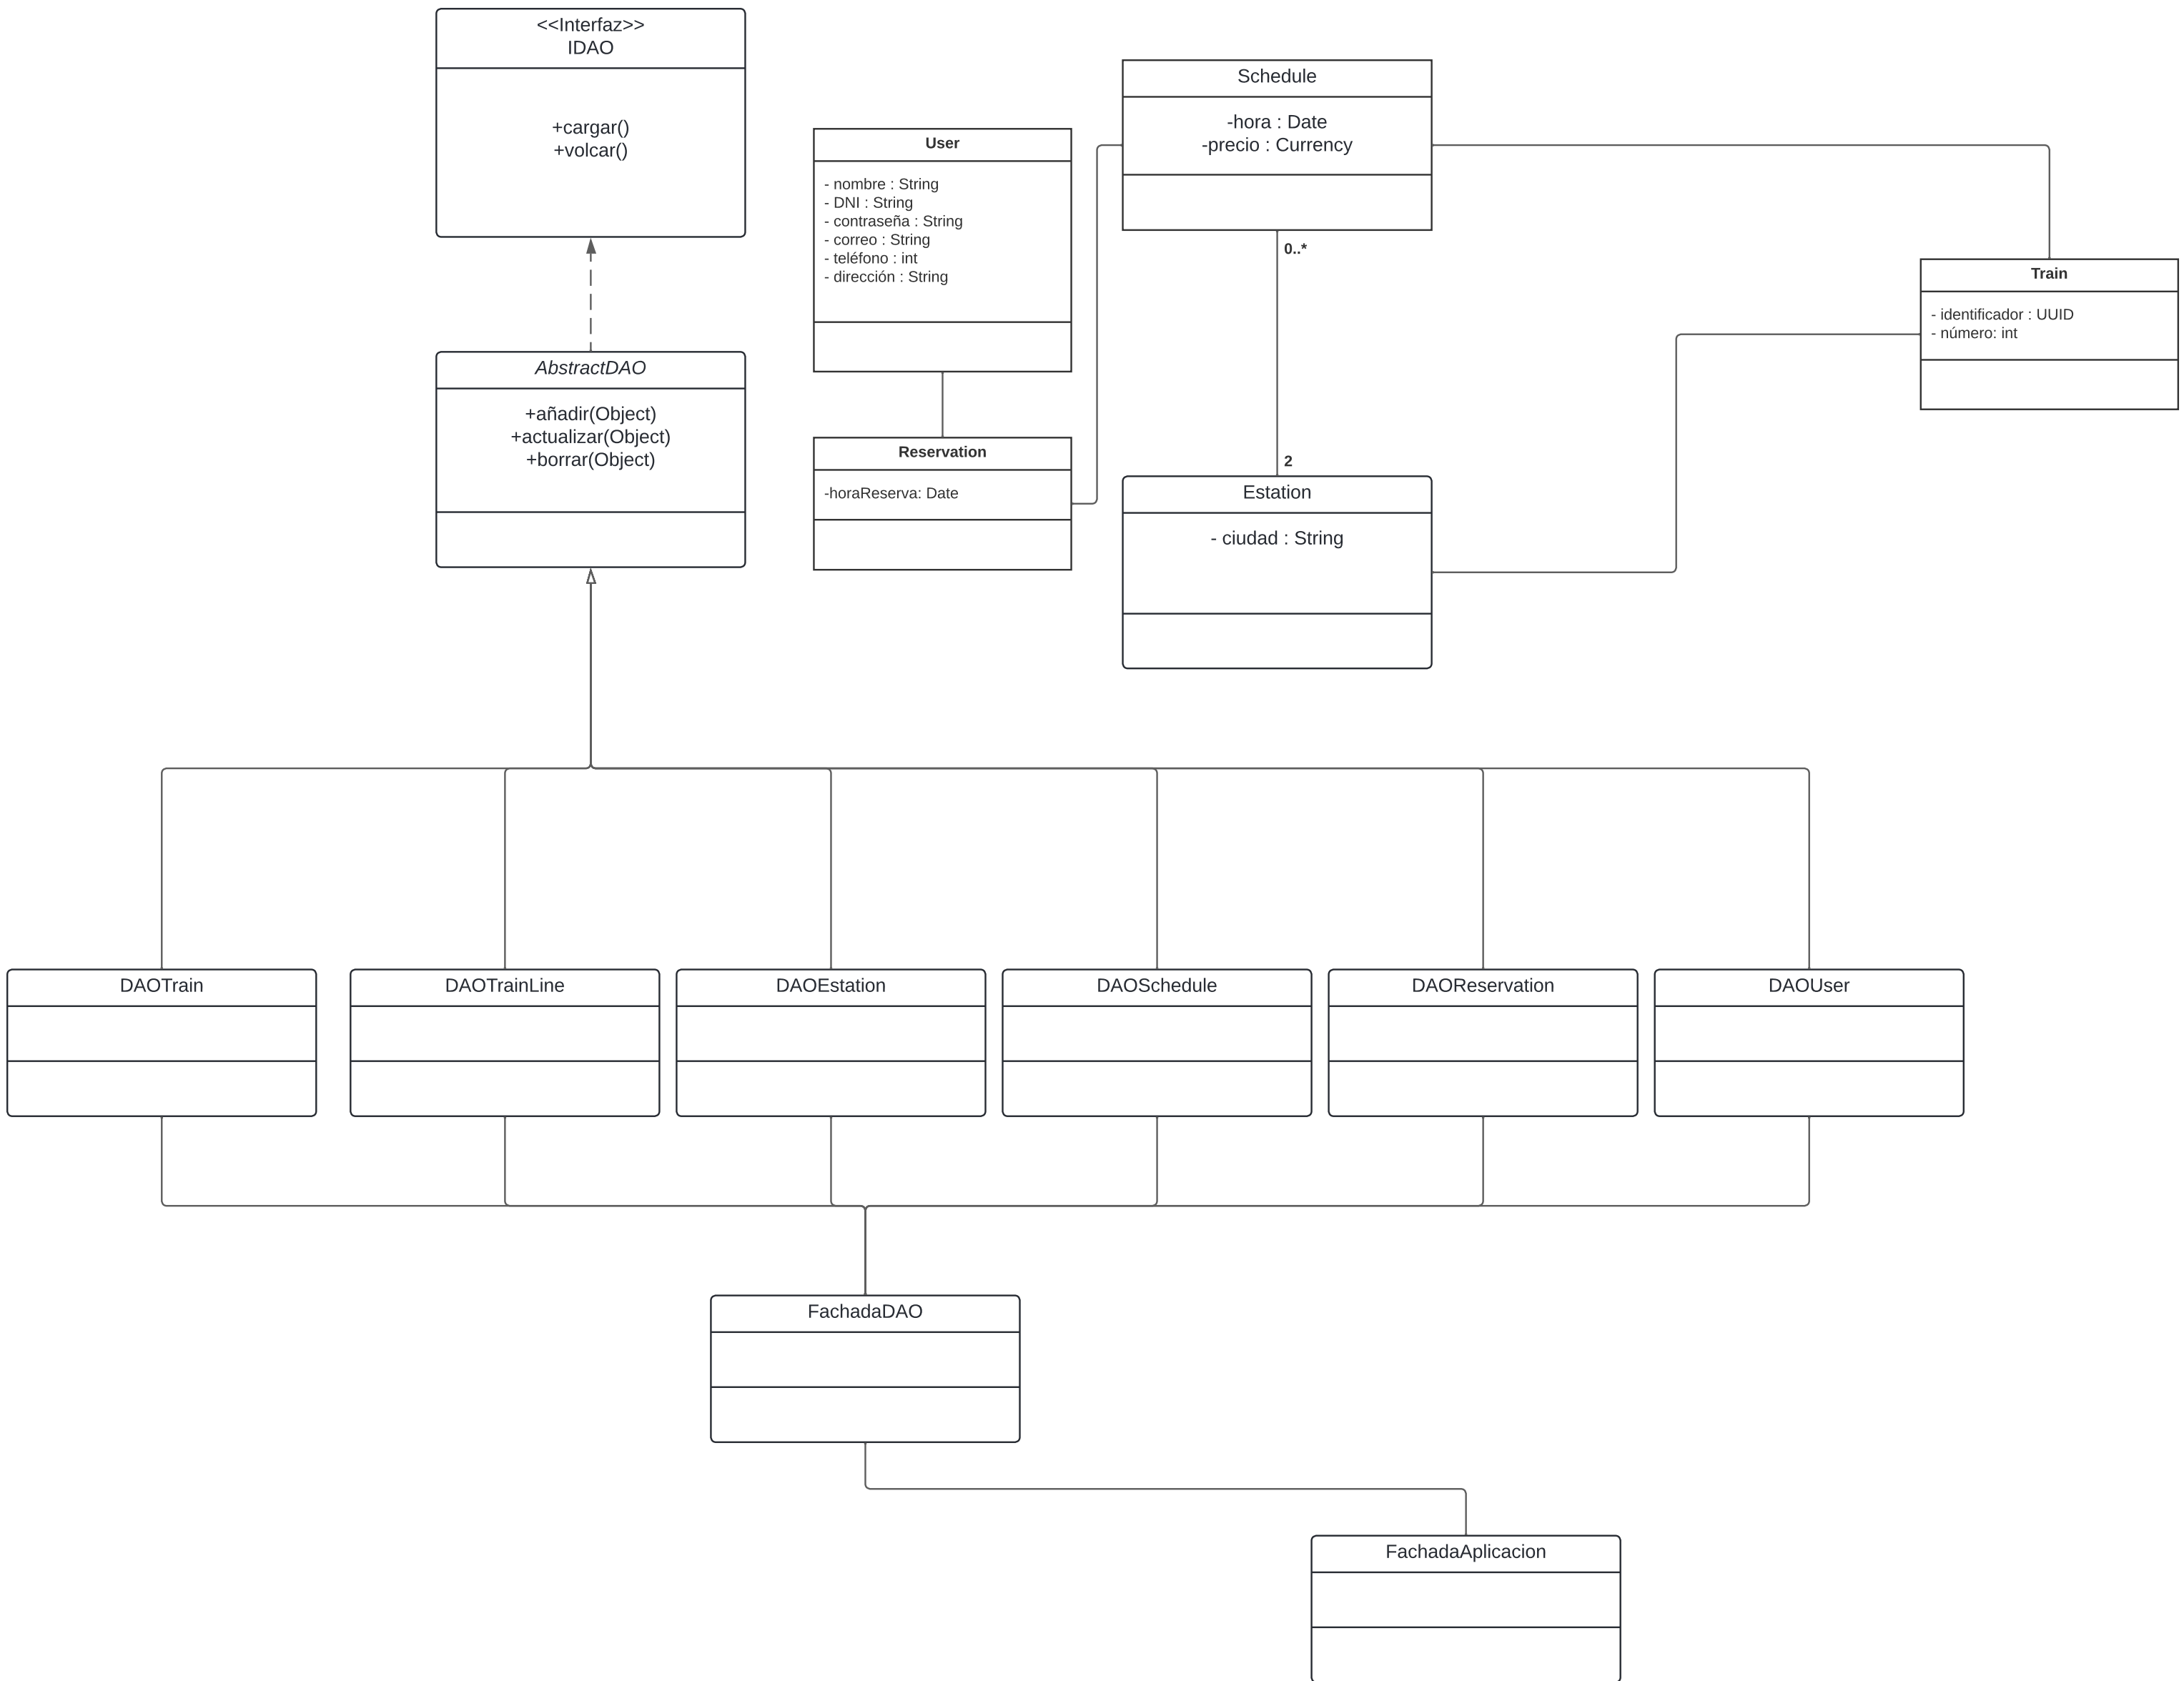 <<Interfaz>>
IDAO
+cargar()
+volcar()
Schedule
-hora : Date
-precio : Currency
User
- nombre : String
- DNI : String
- contraseña : String
- correo : String
- teléfono : int
- dirección : String
0..*
Train
- identificador : UUID
- número: int
AbstractDAO
+añadir(Object)
+actualizar(Object)
+borrar(Object)
Reservation
-horaReserva: Date
2
Estation
- ciudad : String
DAOTrain
DAOTrainLine
DAOEstation
DAOSchedule
DAOReservation
DAOUser
FachadaDAO
FachadaAplicacion